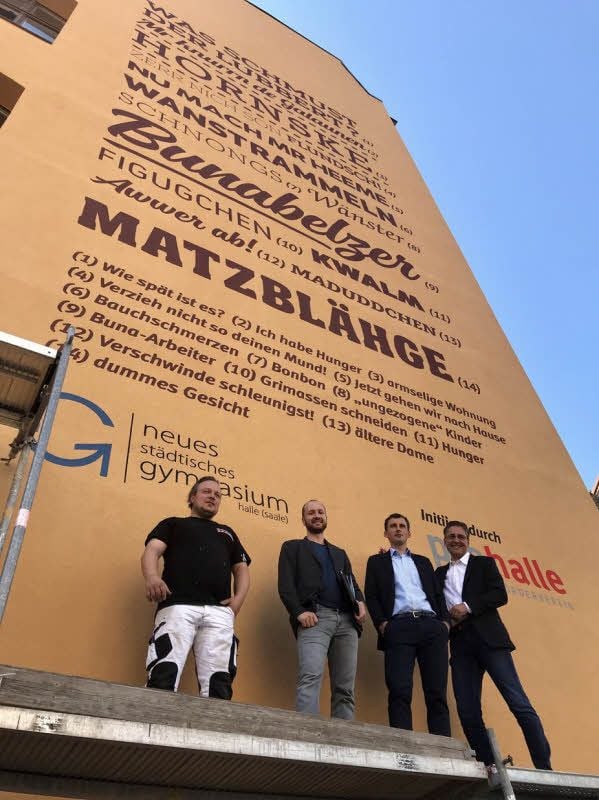 WAS SCHMUST
DER LUBBERT?
HORNSKE
NU MACH MR HEEME (5)
WANSTRAMMELN (6)
SCHNONGS (7) Wänster (8)
Bunabelzer (9)
FIGUGCHEN (10) KWALM (11)
Awwer ab! (12) MADUDDCHEN (13)
MATZBLÄHGE (14)
(1) Wie spät ist es? (2) Ich habe Hunger (3) armselige Wohnung
(4) Verzieh nicht so deinen Mund! (5) Jetzt gehen wir nach Hause
(6) Bauchschmerzen (7) Bonbon (8) „ungezogene“ Kinder
(9) Buna-Arbeiter (10) Grimassen schneiden (11) Hunger
(12) Verschwinde schleunigst! (13) ältere Dame
(14) dummes Gesicht
neues
städtisches
gymnasium
halle (saale)
durch
halle